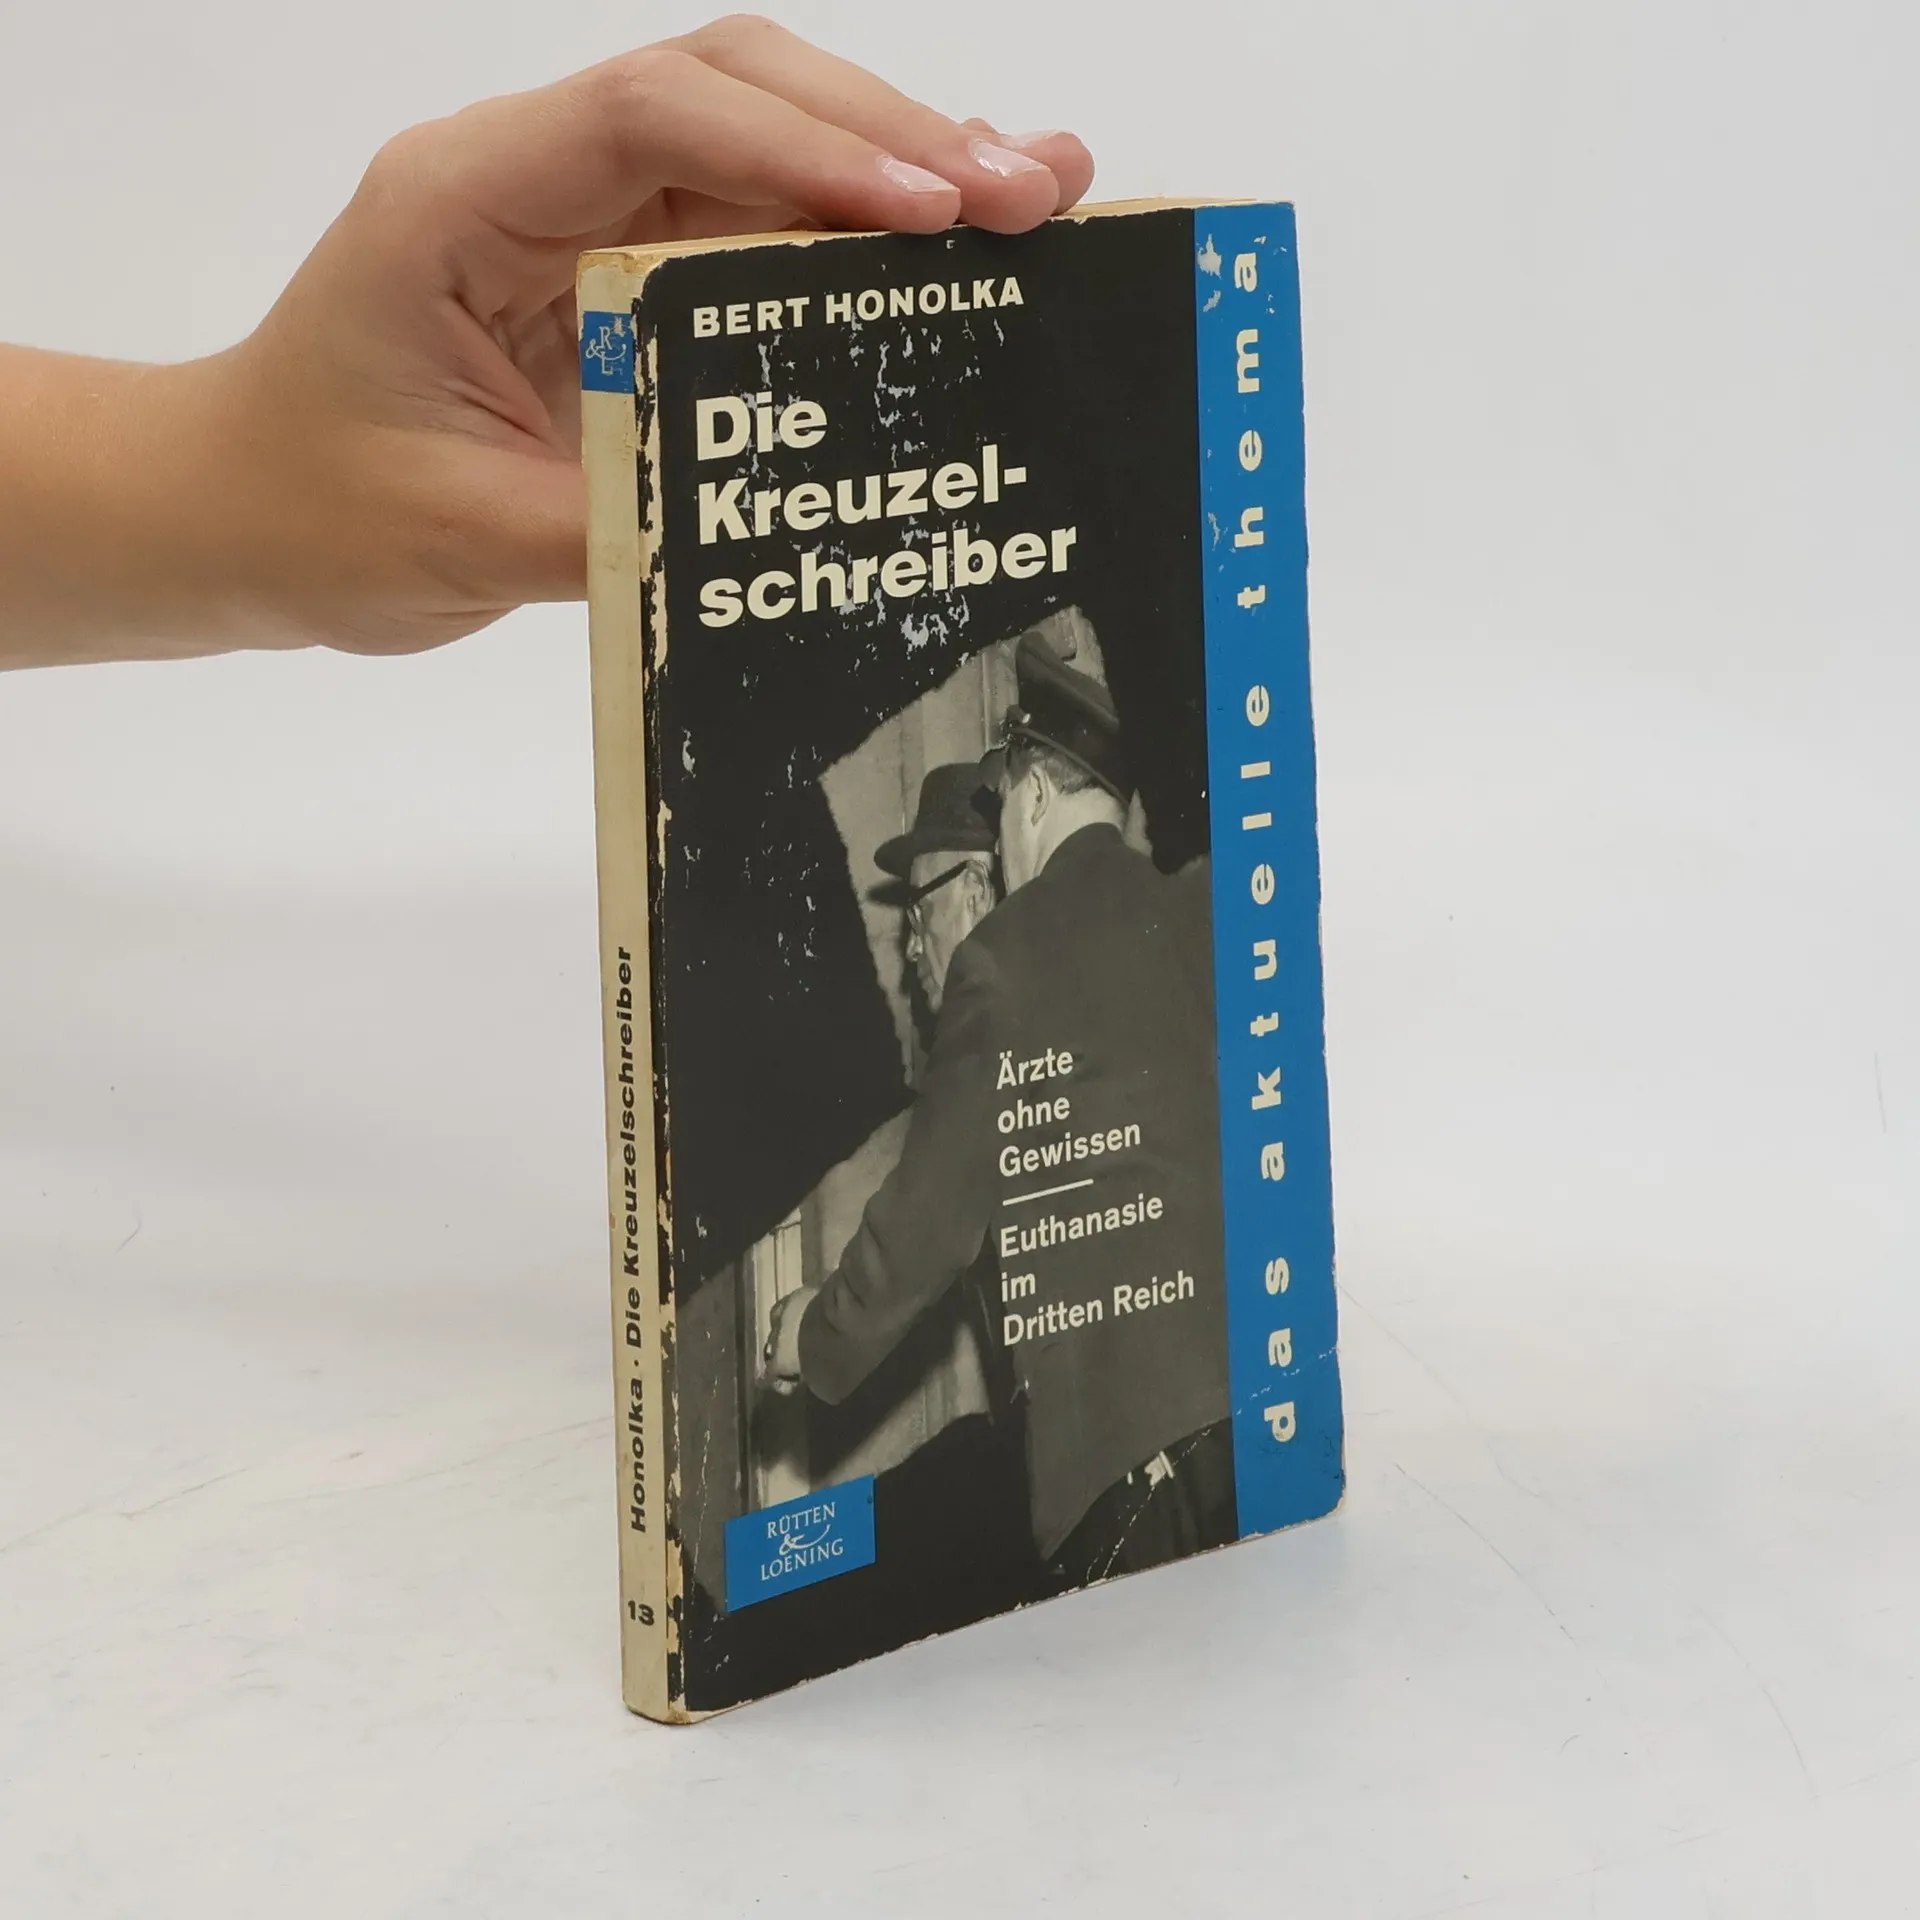 BERT HONOLKA
Die
Kreuzel-
schreiber
Ärzte
ohne
Gewissen
Euthanasie
im
Dritten Reich
RÜTTEN
&
LOENING
das aktuelle thema
R
&
L
Honolka · Die Kreuzelschreiber
13